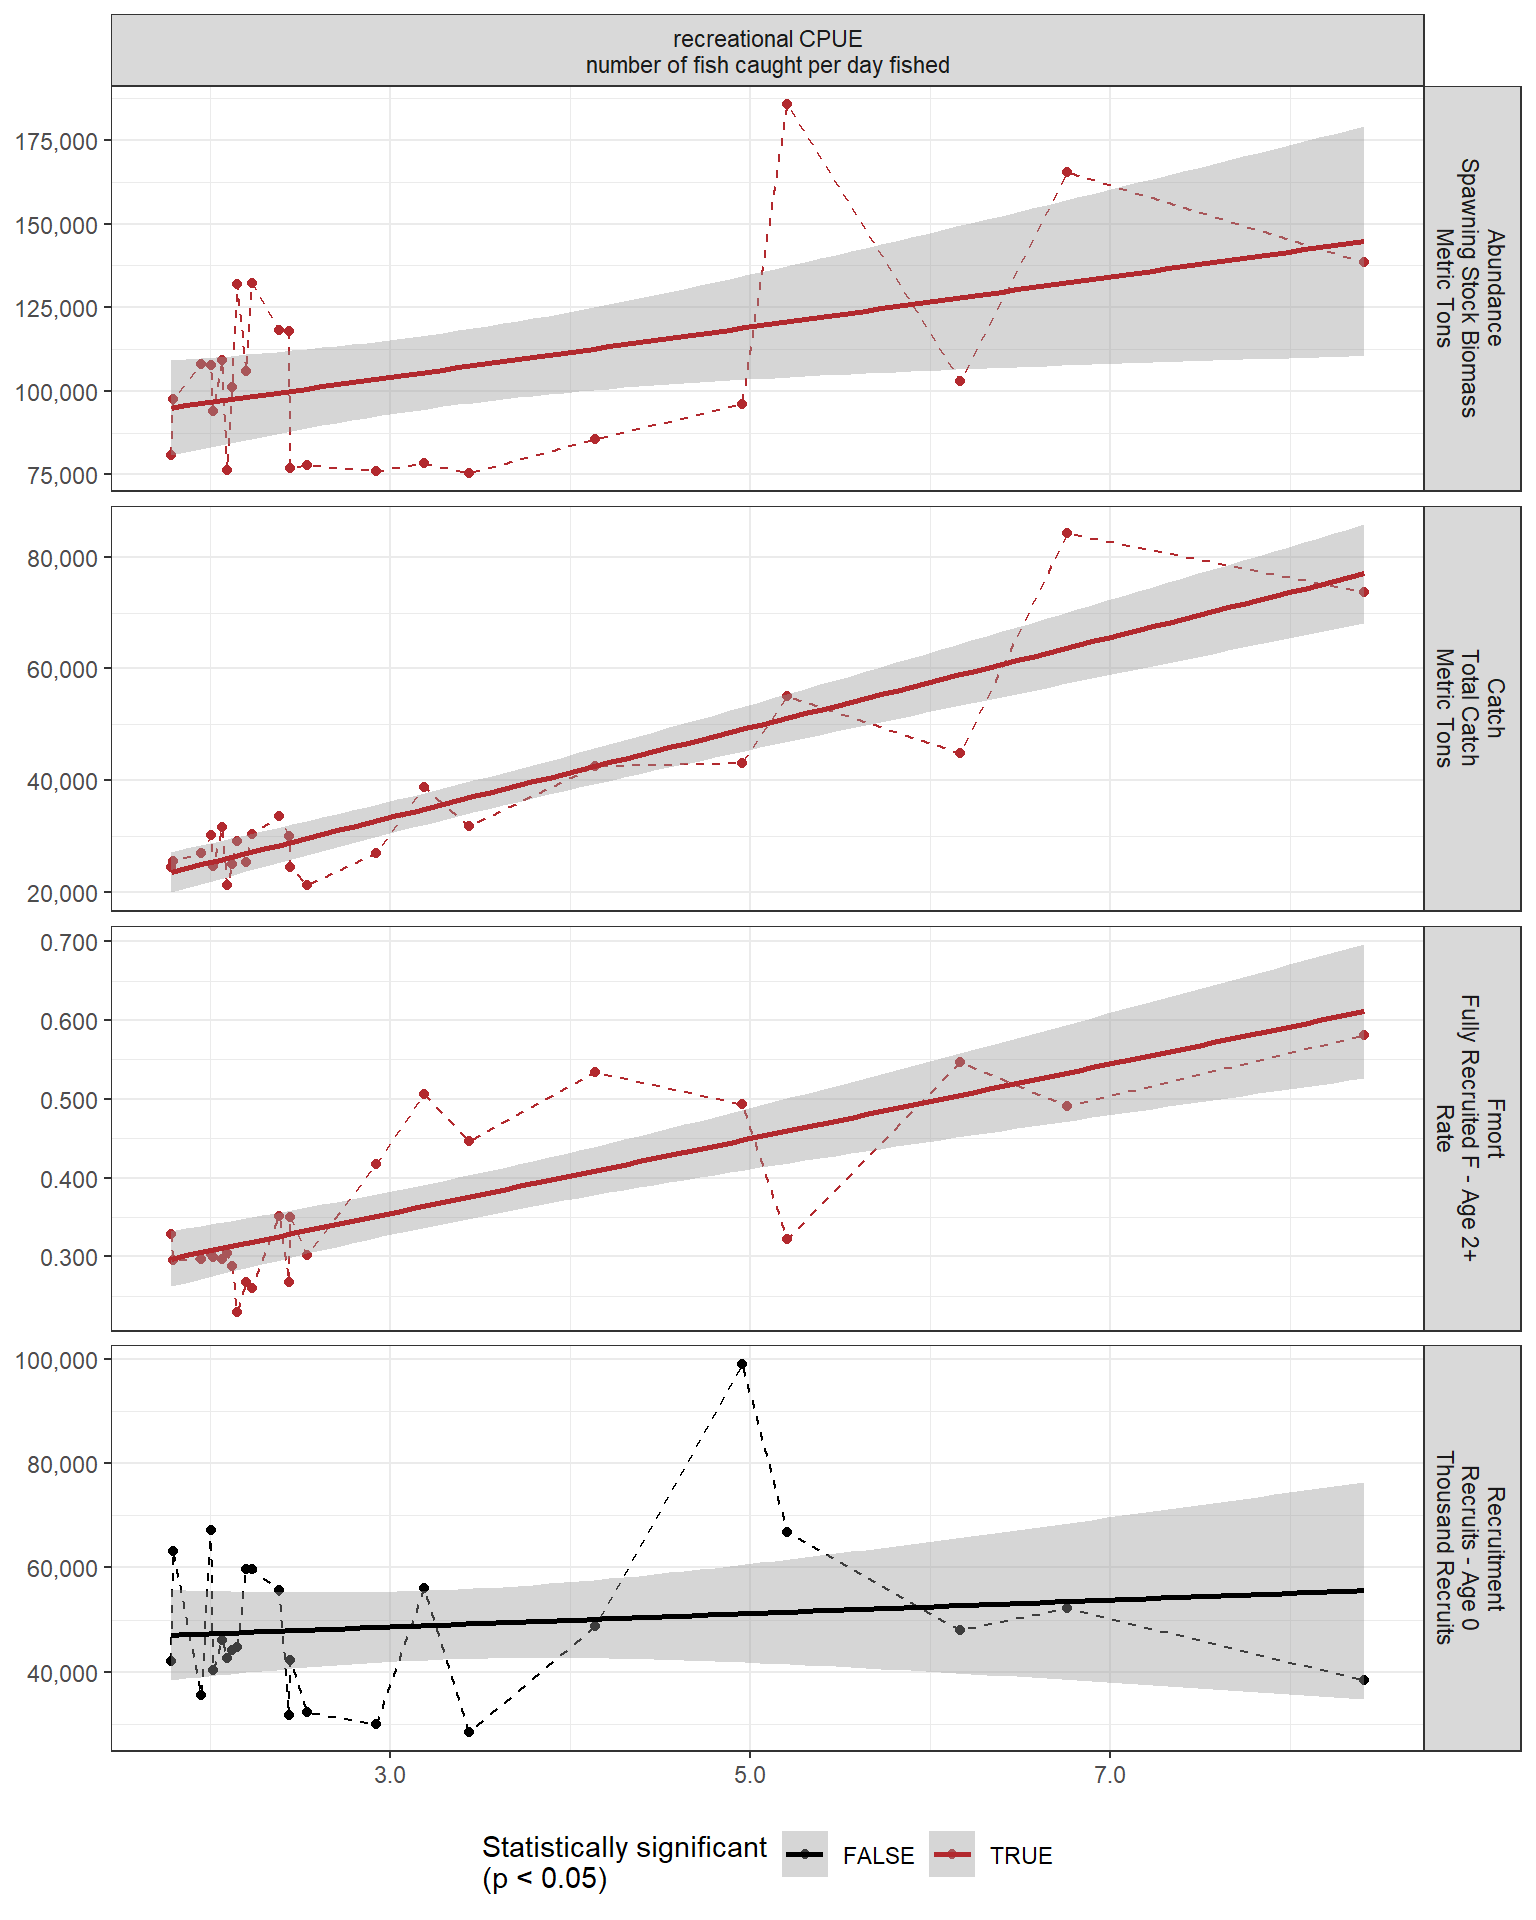 recreational CPUE
number of fish caught per day fished
175,000
150,000
125,000
100,000
75,000
Abundance
Spawning Stock Biomass
Metric Tons
80,000
60,000
40,000
20,000
Catch
Total Catch
Metric Tons
0.700
0.600
0.500
0.400
0.300
Fmort
Fully Recruited F - Age 2+
Rate
100,000
80,000
60,000
40,000
Recruitment
Recruits - Age 0
Thousand Recruits
3.0 5.0 7.0
Statistically significant
(p < 0.05)
FALSE TRUE